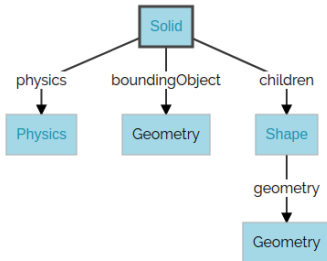 Solid
physics
boundingObject
children
Physics
Geometry
Shape
geometry
Geometry